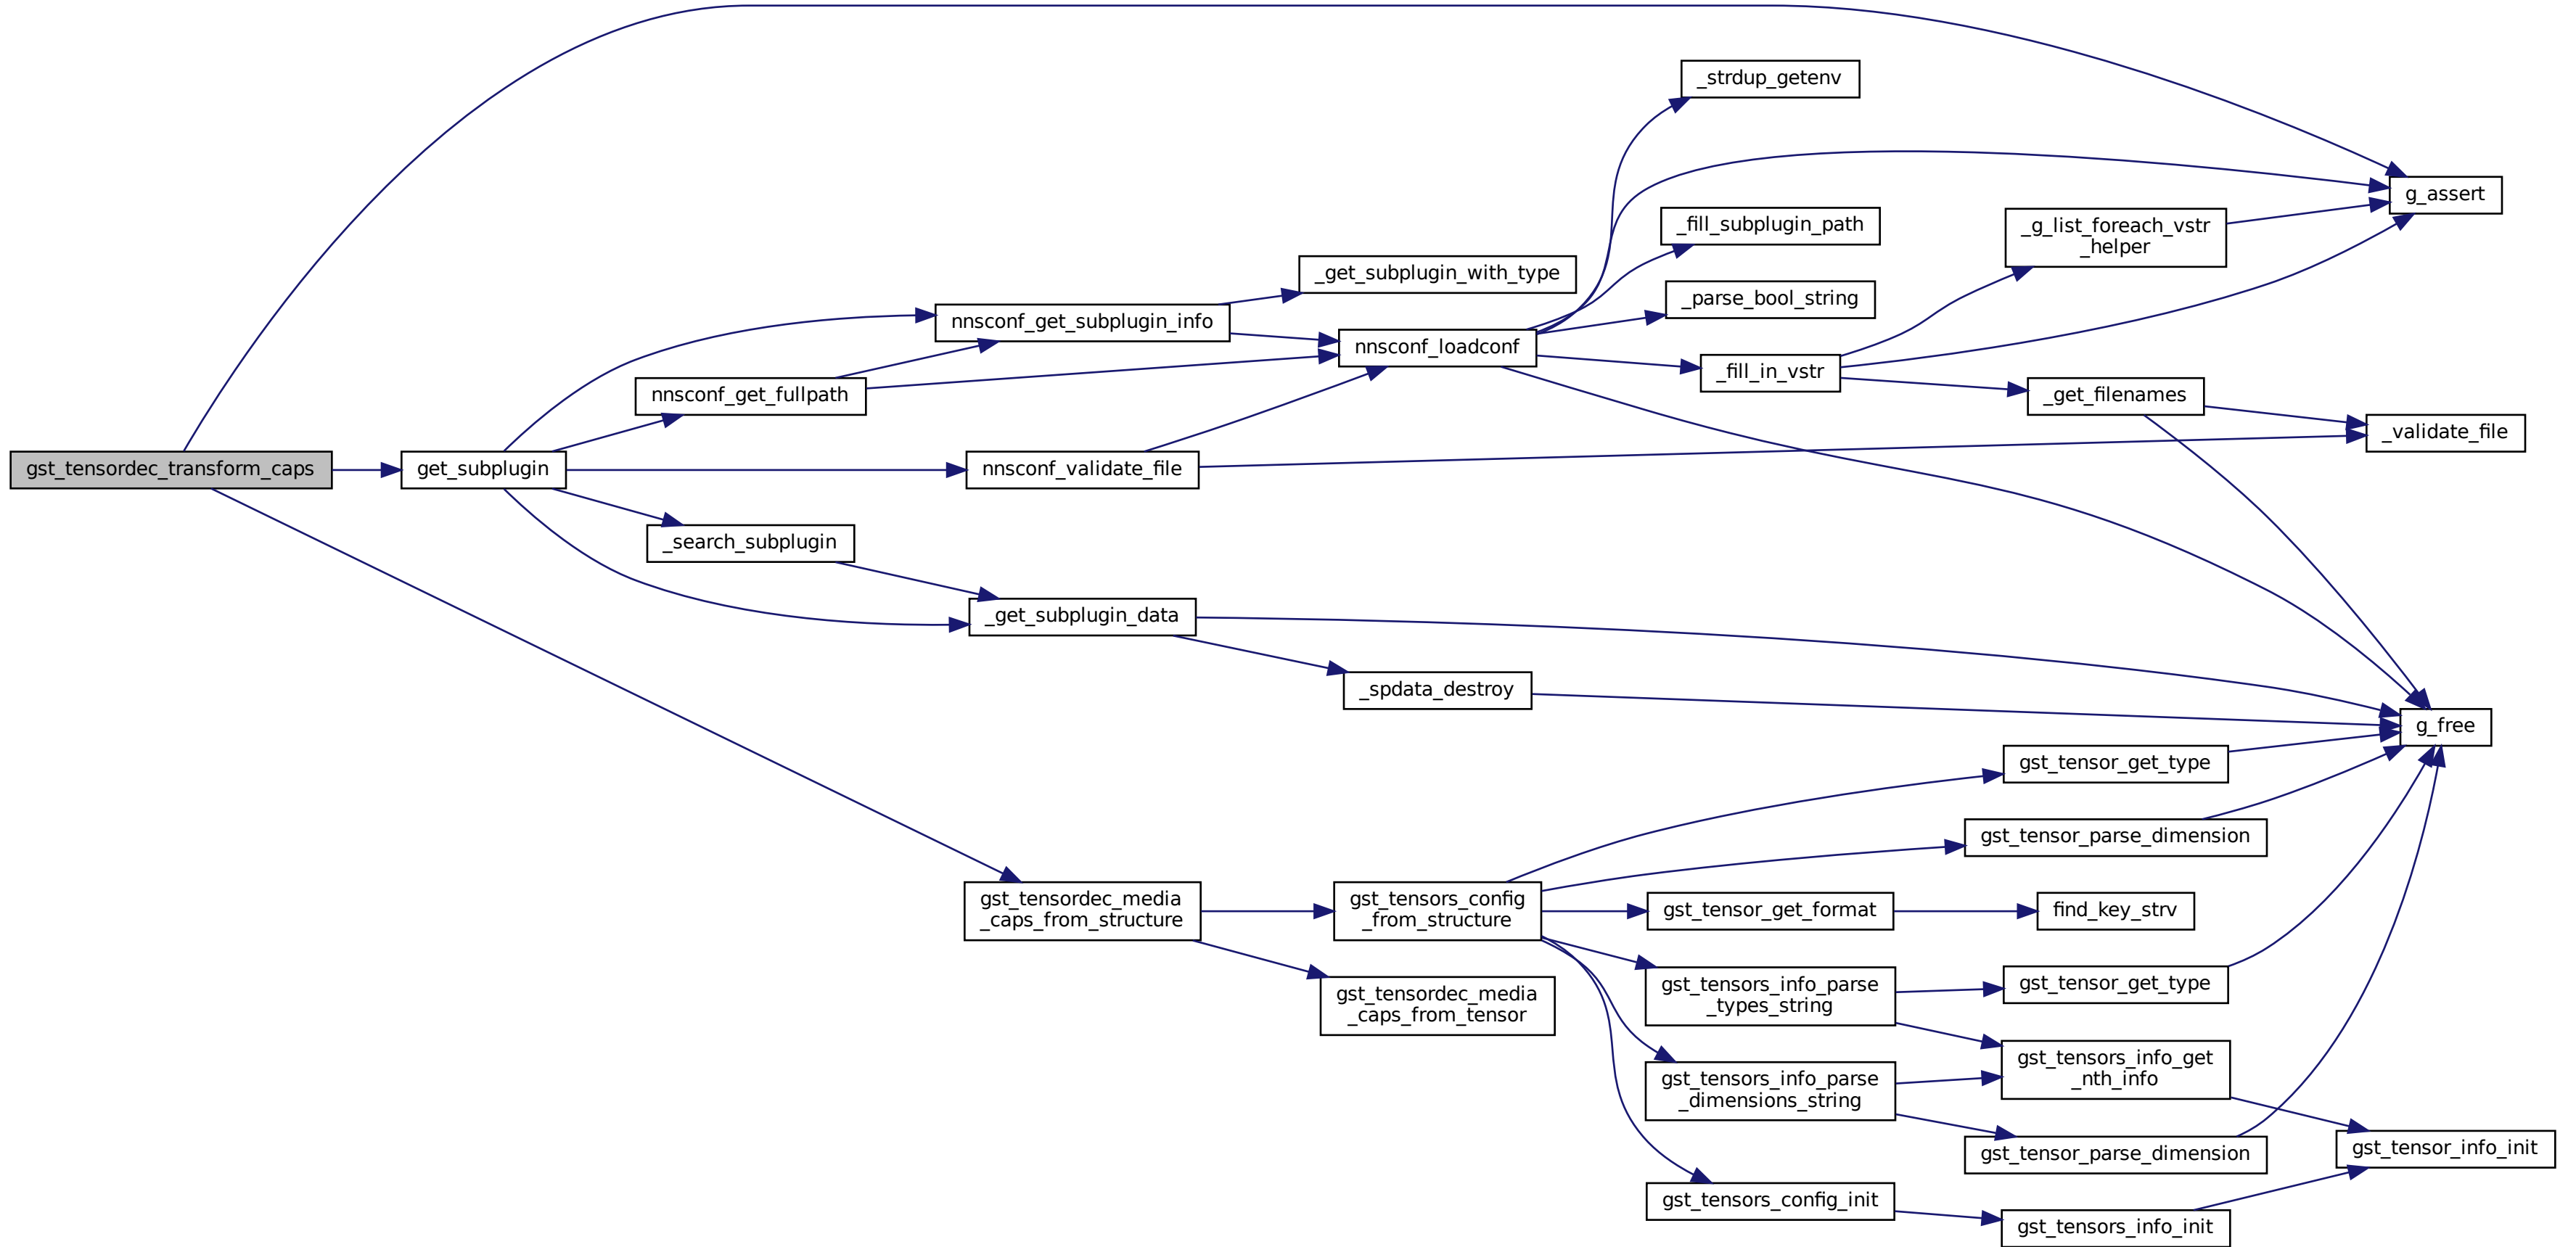 _strdup_getenv
g_assert
_fill_subplugin_path
_g_list_foreach_vstr
_helper
_get_subplugin_with_type
_parse_bool_string
nnsconf_get_subplugin_info
nnsconf_loadconf
_fill_in_vstr
nnsconf_get_fullpath
_get_filenames
_validate_file
gst_tensordec_transform_caps
get_subplugin
nnsconf_validate_file
_search_subplugin
_get_subplugin_data
_spdata_destroy
g_free
gst_tensor_get_type
gst_tensor_parse_dimension
gst_tensordec_media
_caps_from_structure
gst_tensors_config
_from_structure
gst_tensor_get_format
find_key_strv
gst_tensordec_media
_caps_from_tensor
gst_tensors_info_parse
_types_string
gst_tensor_get_type
gst_tensors_info_get
_nth_info
gst_tensors_info_parse
_dimensions_string
gst_tensor_parse_dimension
gst_tensor_info_init
gst_tensors_config_init
gst_tensors_info_init